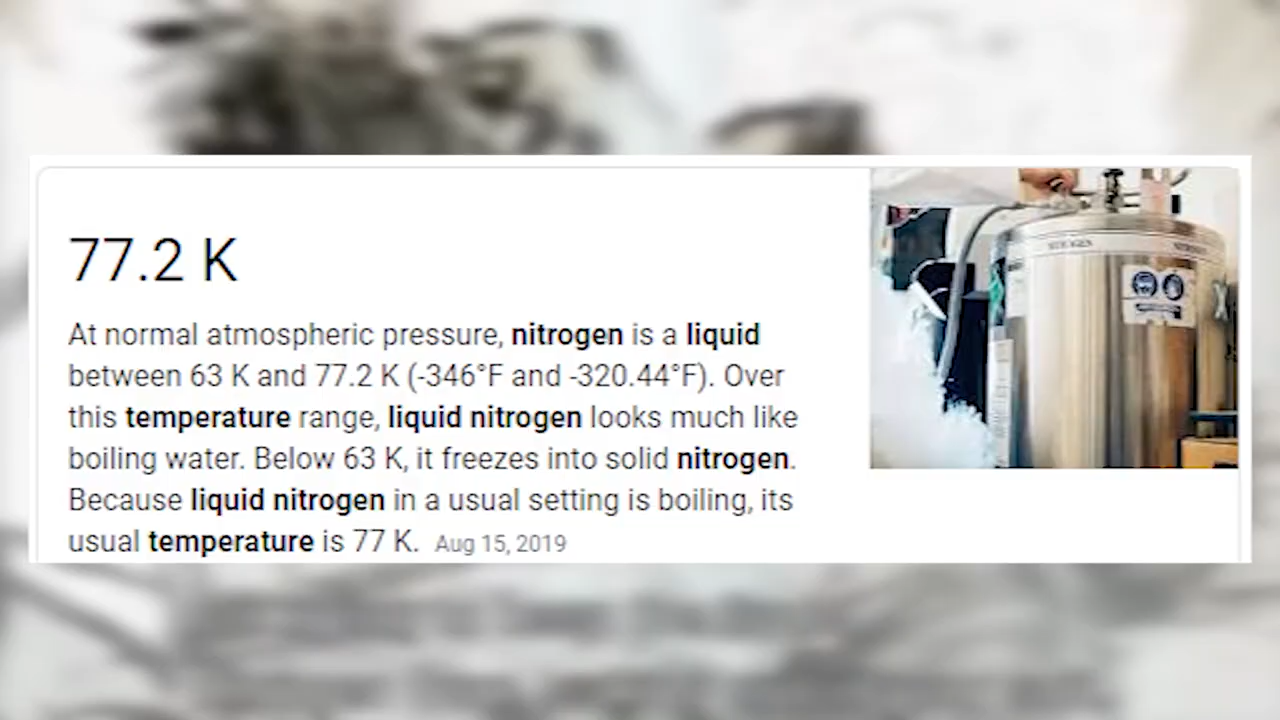 77.2 K
At normal atmospheric pressure, nitrogen is a liquid
between 63 K and 77.2 K (-346°F and -320.44°F). Over
this temperature range, liquid nitrogen looks much like
boiling water. Below 63 K, it freezes into solid nitrogen.
Because liquid nitrogen in a usual setting is boiling, its
usual temperature is 77 K. Aug 15, 2019